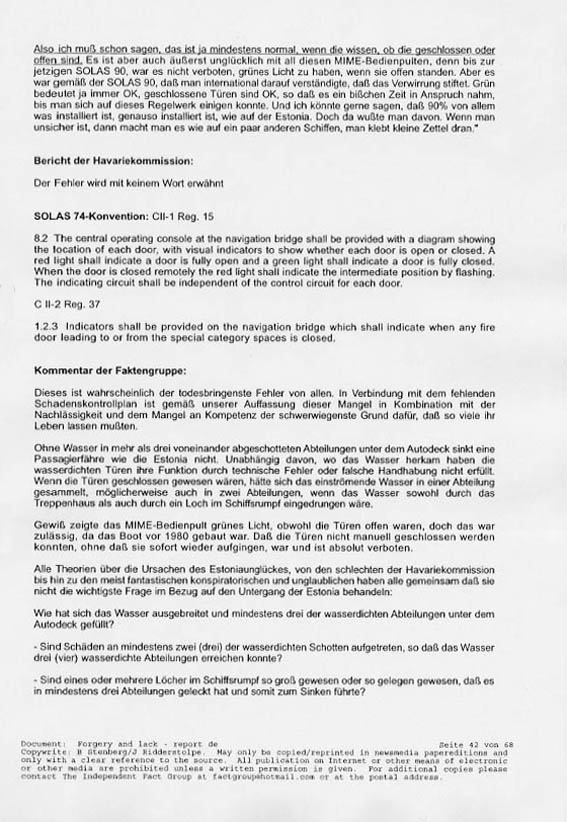 Also ich muß schon sagen, das ist ja mindestens normal, wenn die wissen, ob die geschlossen oder
offen sind. Es ist aber auch äußerst unglücklich mit all diesen MIME-Bedienpulten, denn bis zur
jetzigen SOLAS 90, war es nicht verboten, grünes Licht zu haben, wenn sie offen standen. Aber es
war gemäß der SOLAS 90, daß man international darauf verständigte, daß das Verwirrung stiftet. Grün
bedeutet ja immer OK, geschlossene Türen sind OK, so daß es ein bißchen Zeit in Anspruch nahm,
bis man sich auf dieses Regelwerk einigen konnte. Und ich könnte gerne sagen, daß 90% von allem
was installiert ist, genauso installiert ist, wie auf der Estonia. Doch da wußte man davon. Wenn man
unsicher ist, dann macht man es wie auf ein paar anderen Schiffen, man klebt kleine Zettel dran."
Bericht der Havariekommission:
Der Fehler wird mit keinem Wort erwähnt
SOLAS 74-Konvention: CII-1 Reg. 15
8.2 The central operating console at the navigation bridge shall be provided with a diagram showing
the location of each door, with visual indicators to show whether each door is open or closed. A
red light shall indicate a door is fully open and a green light shall indicate a door is fully closed.
When the door is closed remotely the red light shall indicate the intermediate position by flashing.
The indicating circuit shall be independent of the control circuit for each door.
C II-2 Reg. 37
1.2.3 Indicators shall be provided on the navigation bridge which shall indicate when any fire
door leading to or from the special category spaces is closed.
Kommentar der Faktengruppe:
Dieses ist wahrscheinlich der todesbringenste Fehler von allen. In Verbindung mit dem fehlenden
Schadenskontrollplan ist gemäß unserer Auffassung dieser Mangel in Kombination mit der
Nachlässigkeit und dem Mangel an Kompetenz der schwerwiegenste Grund dafür, daß so viele ihr
Leben lassen mußten.
Ohne Wasser in mehr als drei voneinander abgeschotteten Abteilungen unter dem Autodeck sinkt eine
Passagierfähre wie die Estonia nicht. Unabhängig davon, wo das Wasser herkam haben die
wasserdichten Türen ihre Funktion durch technische Fehler oder falsche Handhabung nicht erfüllt.
Wenn die Türen geschlossen gewesen wären, hätte sich das einströmende Wasser in einer Abteilung
gesammelt, möglicherweise auch in zwei Abteilungen, wenn das Wasser sowohl durch das
Treppenhaus als auch durch ein Loch im Schiffsrumpf eingedrungen wäre.
Gewiß zeigte das MIME-Bedienpult grünes Licht, obwohl die Türen offen waren, doch das war
zulässig, da das Boot vor 1980 gebaut war. Daß die Türen nicht manuell geschlossen werden
konnten, ohne daß sie sofort wieder aufgingen, war und ist absolut verboten.
Alle Theorien über die Ursachen des Estoniaunglückes, von den schlechten der Havariekommission
bis hin zu den meist fantastischen konspiratorischen und unglaublichen haben alle gemeinsam daß sie
nicht die wichtigste Frage im Bezug auf den Untergang der Estonia behandeln:
Wie hat sich das Wasser ausgebreitet und mindestens drei der wasserdichten Abteilungen unter dem
Autodeck gefüllt?
- Sind Schäden an mindestens zwei (drei) der wasserdichten Schotten aufgetreten, so daß das Wasser
drei (vier) wasserdichte Abteilungen erreichen konnte?
- Sind eines oder mehrere Löcher im Schiffsrumpf so groß gewesen oder so gelegen gewesen, daß es
in mindestens drei Abteilungen geleckt hat und somit zum Sinken führte?
Document: Forgery and lack - report de Seite 42 von 68
Copywrite: B Stenberg/J Ridderstolpe. May only be copied/reprinted in newsmedia papereditions and
only with a clear reference to the source. All publication on Internet or other means of electronic
or other media are prohibited unless a written permission is given. For additional copies please
contact The Independent Fact Group at factgroup@hotmail.com or at the postal address.